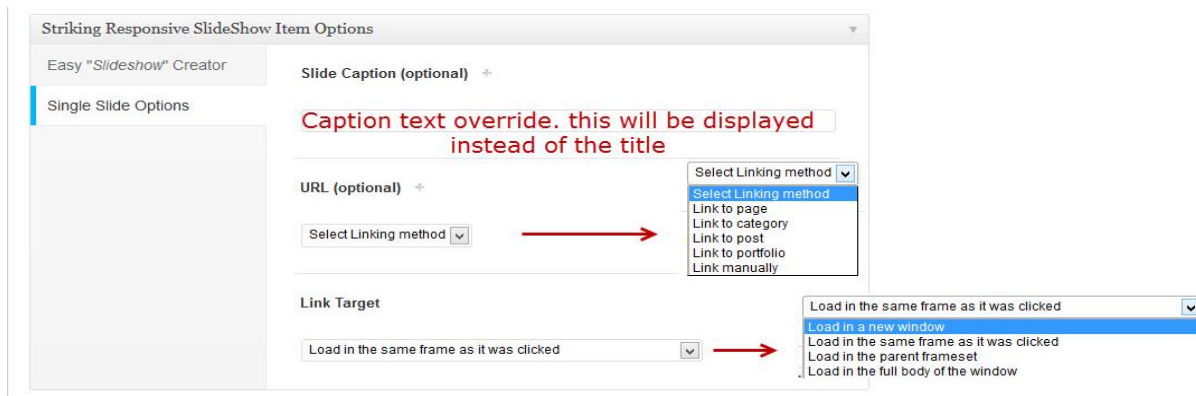 Striking Responsive SlideShow Item Options
Easy "Slideshow" Creator
Single Slide Options
Slide Caption (optional) +
Caption text override. this will be displayed
instead of the title
URL (optional) +
Select Linking method
Select Linking method
Select Linking method
Link to page
Link to category
Link to post
Link to portfolio
Link manually
Link Target
Load in the same frame as it was clicked
Load in the same frame as it was clicked
Load in a new window
Load in the same frame as it was clicked
Load in the parent frameset
Load in the full body of the window